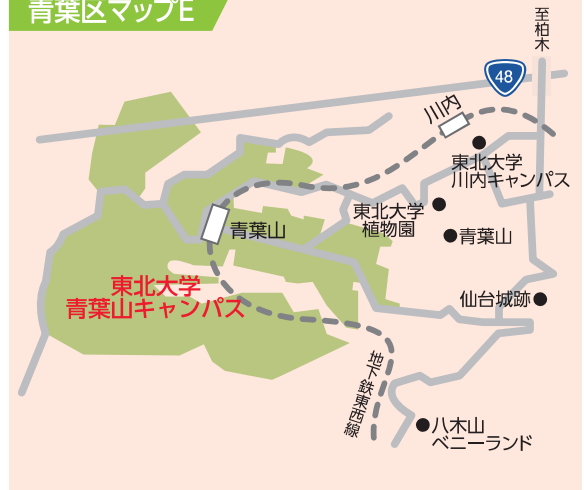 青葉区マップE
至柏木
48
川内
東北大学
川内キャンパス
東北大学
植物園
青葉山
青葉山
仙台城跡
東北大学
青葉山キャンパス
地下鉄東西線
八木山
ベニーランド